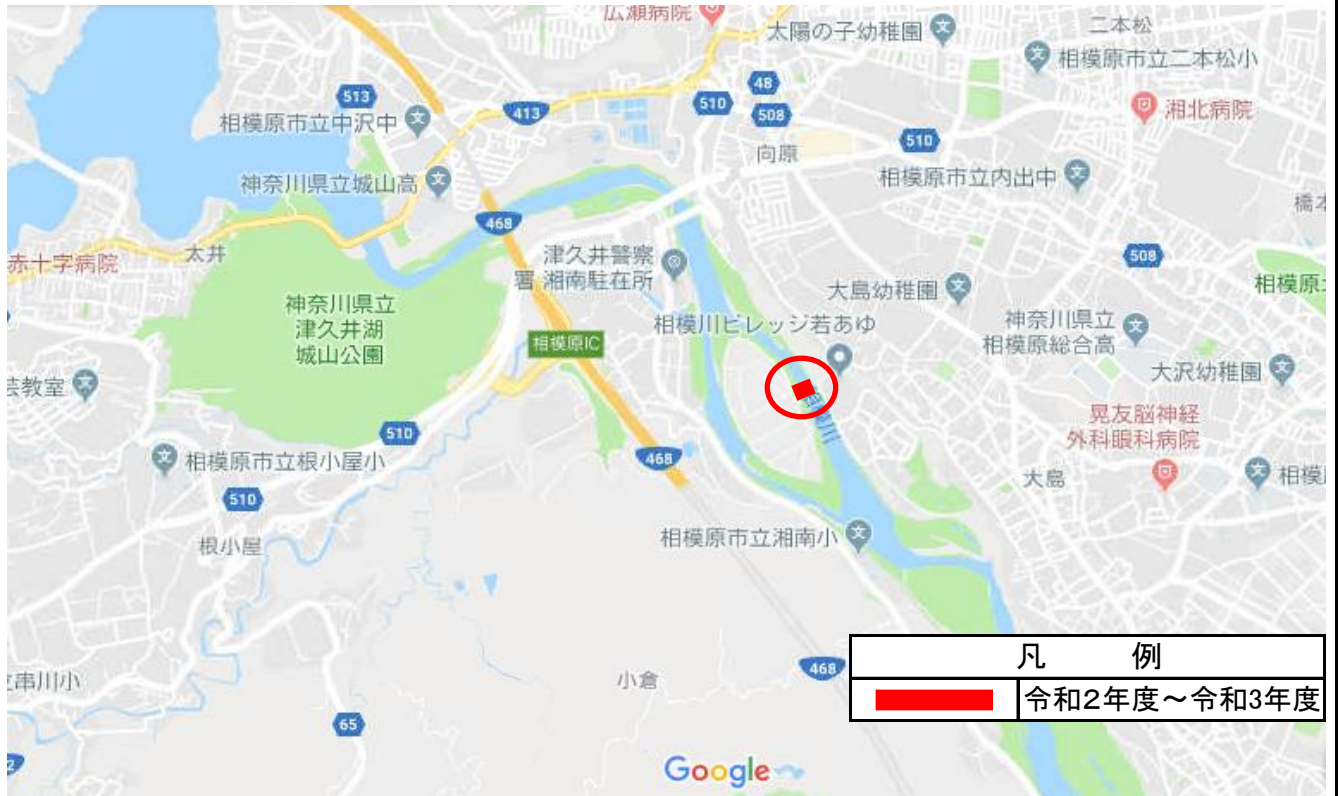 広瀬病院
太陽の子幼稚園
二本松
相模原市立二本松小
48
513
413
510
508
湘北病院
相模原市立中沢中
510
向原
相模原市立内出中
神奈川県立城山高
橋本
468
508
赤十字病院
太井
津久井警察
署 湘南駐在所
大島幼稚園
相模原
神奈川県立
津久井湖
城山公園
相模川ビレッジ若あゆ
神奈川県立
相模原総合高
相模原IC
大沢幼稚園
芸教室
晃友脳神経
外科眼科病院
510
相模原市立根小屋小
468
大島
相模
510
根小屋
相模原市立湘南小
凡 例
令和2年度～令和3年度
小倉
468
串川小
65
Google